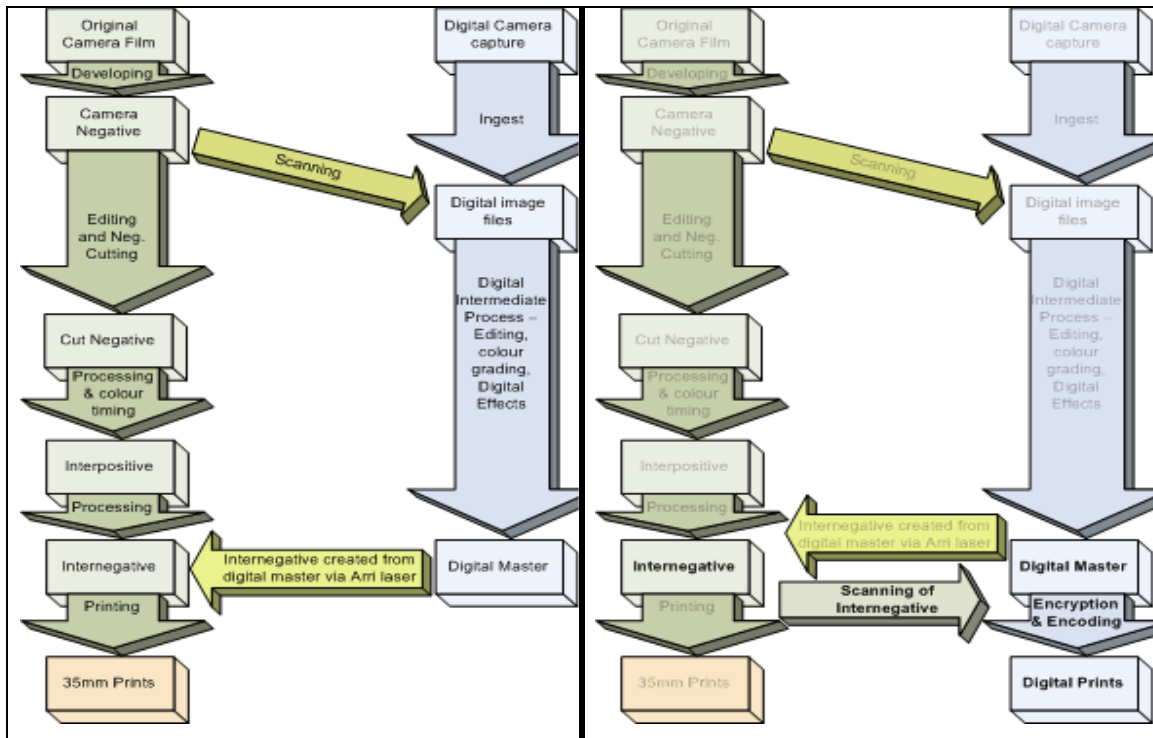 Original
Camera Film
Developing
Camera
Negative
Scanning
Editing
and Neg.
Cutting
Cut Negative
Processing
& colour
timing
Interpositive
Processing
Internegative
Printing
35mm Prints
Digital Camera
capture
Ingest
Digital image
files
Digital
Intermediate
Process –
Editing,
colour
grading,
Digital
Effects
Internegative created from
digital master via Arri laser
Digital Master
Original
Camera Film
Developing
Camera
Negative
Scanning
Editing
and Neg.
Cutting
Cut Negative
Processing
& colour
timing
Interpositive
Processing
Internegative
Printing
35mm Prints
Digital Camera
capture
Ingest
Digital image
files
Digital
Intermediate
Process –
Editing,
colour
grading,
Digital
Effects
Internegative created from
digital master via Arri laser
Digital Master
Scanning of
Internegative
Encryption
& Encoding
Digital Prints